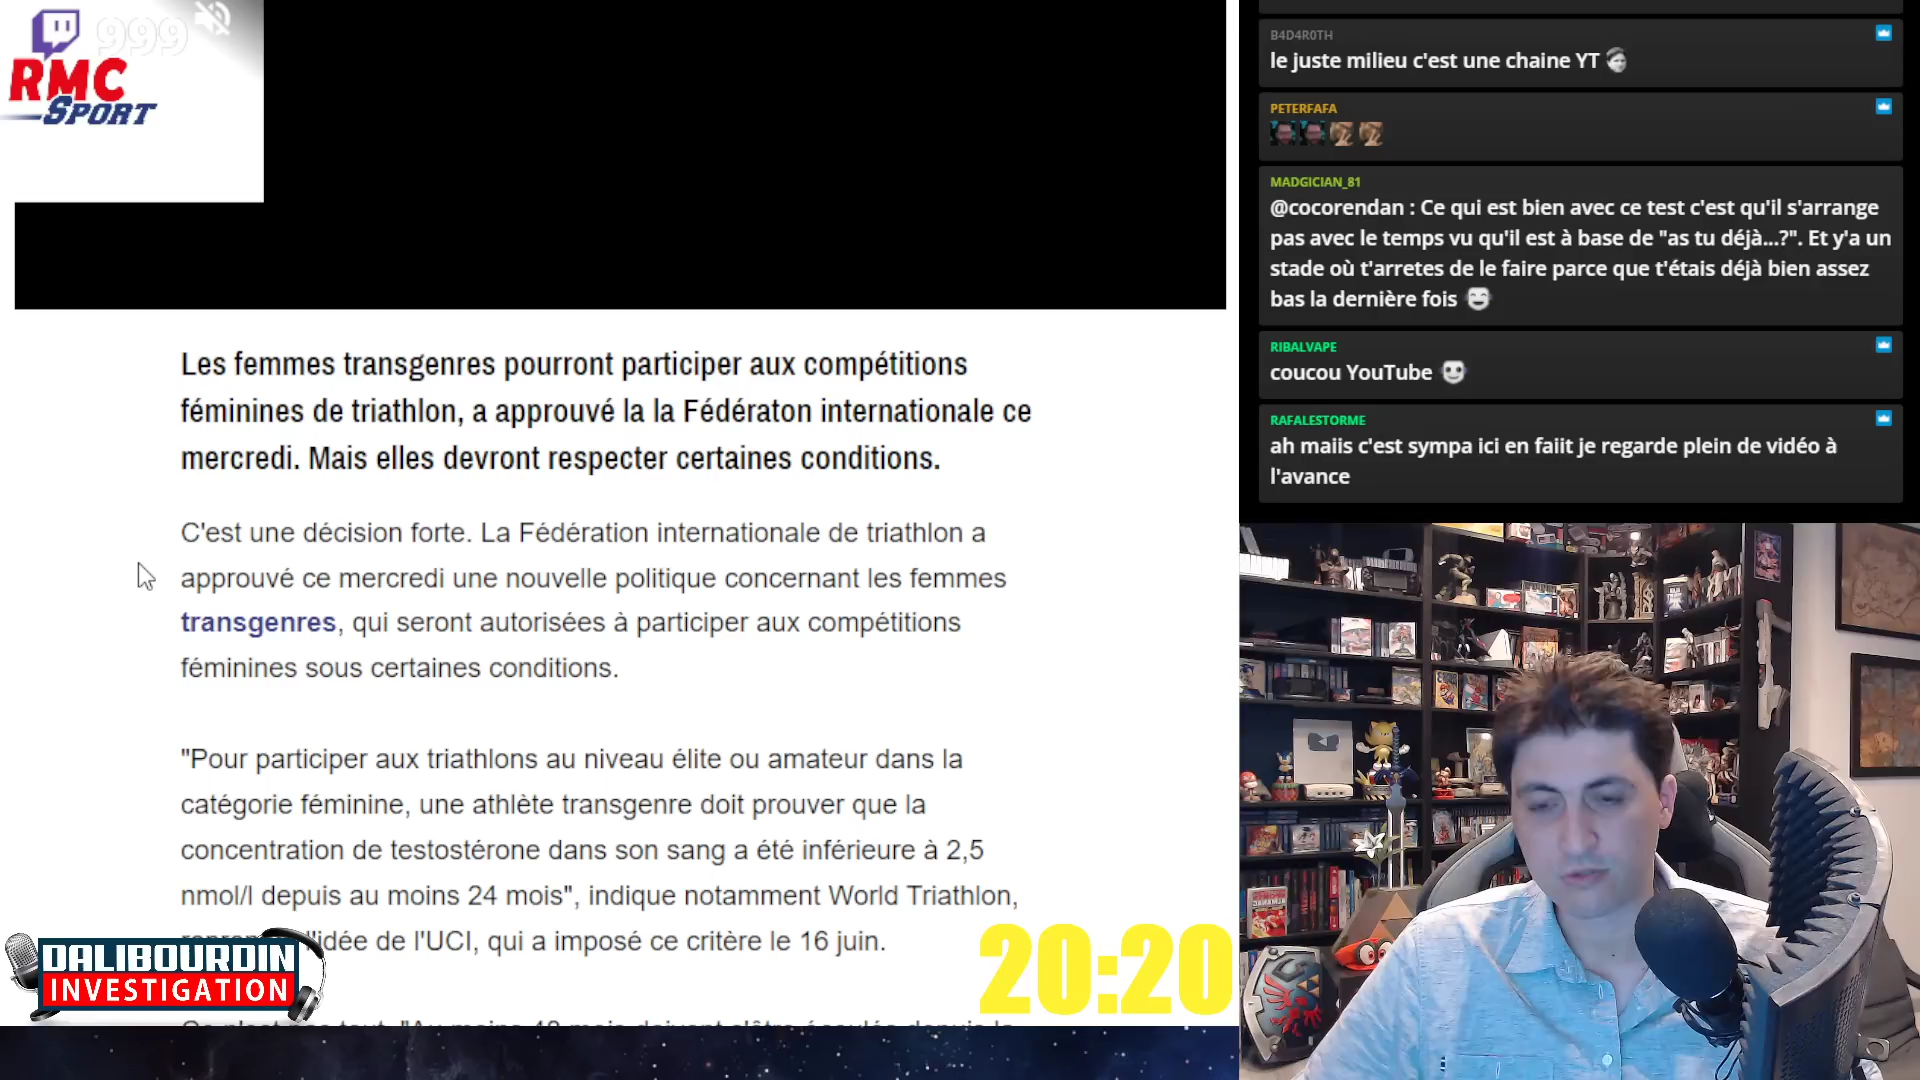 999
RMC
SPORT
Les femmes transgenres pourront participer aux compétitions
féminines de triathlon, a approuvé la la Fédératon internationale ce
mercredi. Mais elles devront respecter certaines conditions.
C'est une décision forte. La Fédération internationale de triathlon a
approuvé ce mercredi une nouvelle politique concernant les femmes
transgenres, qui seront autorisées à participer aux compétitions
féminines sous certaines conditions.
"Pour participer aux triathlons au niveau élite ou amateur dans la
catégorie féminine, une athlète transgenre doit prouver que la
concentration de testostérone dans son sang a été inférieure à 2,5
nmol/l depuis au moins 24 mois", indique notamment World Triathlon,
l'idée de l'UCI, qui a imposé ce critère le 16 juin.
DALIBOURDIN
INVESTIGATION
20:20
B4D4R0TH
le juste milieu c'est une chaine YT
PETERFAFA
MADGICIAN_81
@cocorendan : Ce qui est bien avec ce test c'est qu'il s'arrange
pas avec le temps vu qu'il est à base de "as tu déjà...?". Et y'a un
stade où t'arretes de le faire parce que t'étais déjà bien assez
bas la dernière fois
RIBALVAPE
coucou YouTube
RAFALESTORME
ah maiis c'est sympa ici en faiit je regarde plein de vidéo à
l'avance